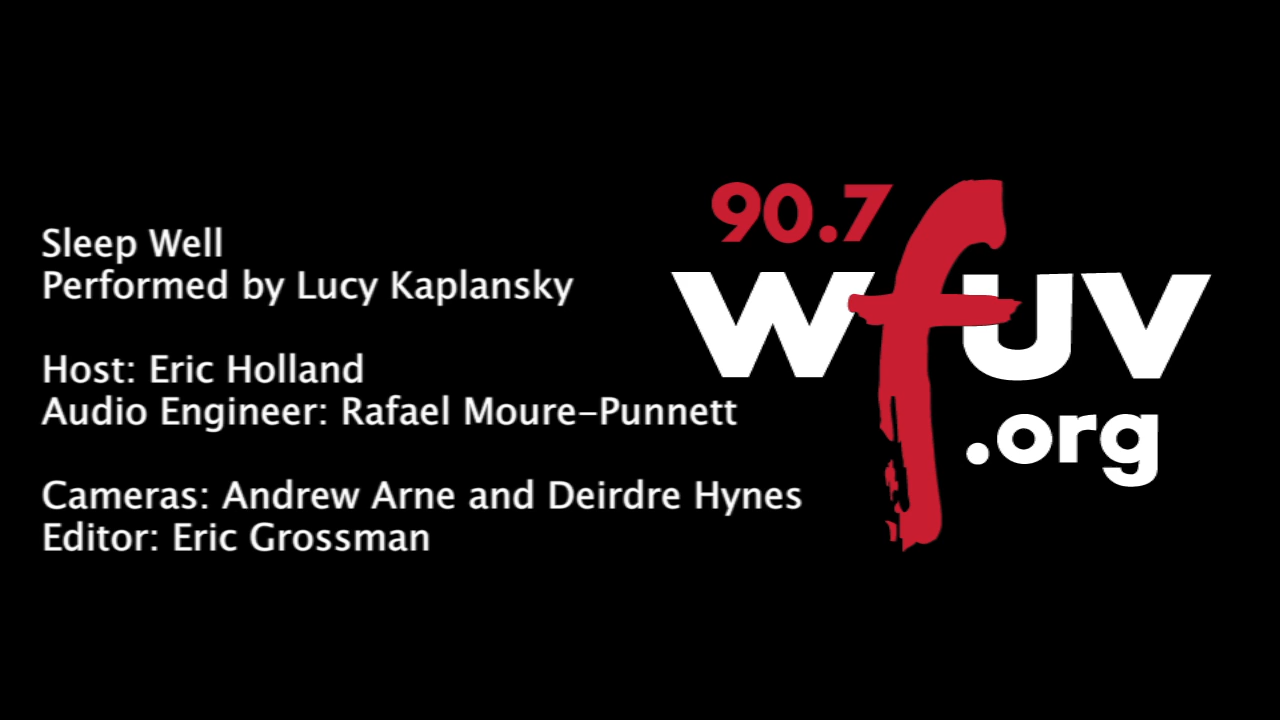 Sleep Well
Performed by Lucy Kaplansky
Host: Eric Holland
Audio Engineer: Rafael Moure-Punnett
Cameras: Andrew Arne and Deirdre Hynes
Editor: Eric Grossman
90.7
wfuv
.org